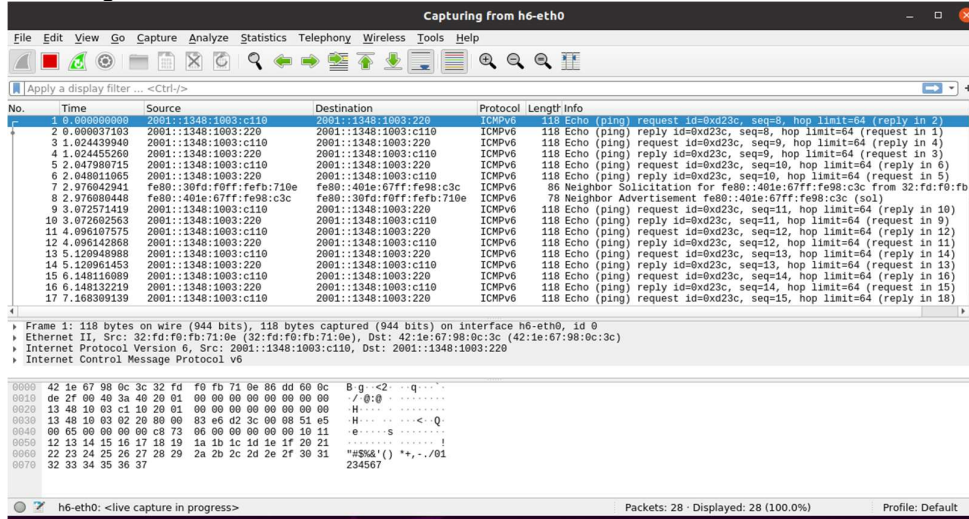 Capturing from h6-eth0
File Edit View Go Capture Analyze Statistics Telephony Wireless Tools Help
Apply a display filter ... <Ctrl-/>
No. Time Source Destination Protocol Length Info
1 0.000000000 2001::1348:1003:c110 2001::1348:1003:220 ICMPv6 118 Echo (ping) request id=0xd23c, seq=8, hop limit=64 (reply in 2)
2 0.000037103 2001::1348:1003:220 2001::1348:1003:c110 ICMPv6 118 Echo (ping) reply id=0xd23c, seq=8, hop limit=64 (request in 1)
3 1.024439940 2001::1348:1003:c110 2001::1348:1003:220 ICMPv6 118 Echo (ping) request id=0xd23c, seq=9, hop limit=64 (reply in 4)
4 1.024455260 2001::1348:1003:220 2001::1348:1003:c110 ICMPv6 118 Echo (ping) reply id=0xd23c, seq=9, hop limit=64 (request in 3)
5 2.047980715 2001::1348:1003:c110 2001::1348:1003:220 ICMPv6 118 Echo (ping) request id=0xd23c, seq=10, hop limit=64 (reply in 6)
6 2.048011065 2001::1348:1003:220 2001::1348:1003:c110 ICMPv6 118 Echo (ping) reply id=0xd23c, seq=10, hop limit=64 (request in 5)
7 2.976042941 fe80::30fd:f0ff:fefb:710e fe80::401e:67ff:fe98:c3c ICMPv6 86 Neighbor Solicitation for fe80::401e:67ff:fe98:c3c from 32:fd:f0:fb
8 2.976080448 fe80::401e:67ff:fe98:c3c fe80::30fd:f0ff:fefb:710e ICMPv6 78 Neighbor Advertisement fe80::401e:67ff:fe98:c3c (sol)
9 3.072571419 2001::1348:1003:c110 2001::1348:1003:220 ICMPv6 118 Echo (ping) request id=0xd23c, seq=11, hop limit=64 (reply in 10)
10 3.072602563 2001::1348:1003:220 2001::1348:1003:c110 ICMPv6 118 Echo (ping) reply id=0xd23c, seq=11, hop limit=64 (request in 9)
11 4.096107575 2001::1348:1003:c110 2001::1348:1003:220 ICMPv6 118 Echo (ping) request id=0xd23c, seq=12, hop limit=64 (reply in 12)
12 4.096142868 2001::1348:1003:220 2001::1348:1003:c110 ICMPv6 118 Echo (ping) reply id=0xd23c, seq=12, hop limit=64 (request in 11)
13 5.120948988 2001::1348:1003:c110 2001::1348:1003:220 ICMPv6 118 Echo (ping) request id=0xd23c, seq=13, hop limit=64 (reply in 14)
14 5.120961453 2001::1348:1003:220 2001::1348:1003:c110 ICMPv6 118 Echo (ping) reply id=0xd23c, seq=13, hop limit=64 (request in 13)
15 6.148116089 2001::1348:1003:c110 2001::1348:1003:220 ICMPv6 118 Echo (ping) request id=0xd23c, seq=14, hop limit=64 (reply in 16)
16 6.148132219 2001::1348:1003:220 2001::1348:1003:c110 ICMPv6 118 Echo (ping) reply id=0xd23c, seq=14, hop limit=64 (request in 15)
17 7.168309139 2001::1348:1003:c110 2001::1348:1003:220 ICMPv6 118 Echo (ping) request id=0xd23c, seq=15, hop limit=64 (reply in 18)
Frame 1: 118 bytes on wire (944 bits), 118 bytes captured (944 bits) on interface h6-eth0, id 0
Ethernet II, Src: 32:fd:f0:fb:71:0e (32:fd:f0:fb:71:0e), Dst: 42:1e:67:98:0c:3c (42:1e:67:98:0c:3c)
Internet Protocol Version 6, Src: 2001::1348:1003:c110, Dst: 2001::1348:1003:220
Internet Control Message Protocol v6
0000 42 1e 67 98 0c 3c 32 fd f0 fb 71 0e 86 dd 60 0c B·g··<2· ··q···`·
0010 de 2f 00 40 3a 40 20 01 00 00 00 00 00 00 00 00 ·/·@:@ · ········
0020 13 48 10 03 c1 10 20 01 00 00 00 00 00 00 00 00 ·H···· · ········
0030 13 48 10 03 02 20 80 00 83 e6 d2 3c 00 08 51 e5 ·H··· ·· ···<··Q·
0040 00 65 00 00 00 00 c8 73 06 00 00 00 00 00 10 11 ·e·····s ········
0050 12 13 14 15 16 17 18 19 1a 1b 1c 1d 1e 1f 20 21 ········ ······ !
0060 22 23 24 25 26 27 28 29 2a 2b 2c 2d 2e 2f 30 31 "#$%&'() *+,-./01
0070 32 33 34 35 36 37 234567
h6-eth0: <live capture in progress> Packets: 28 · Displayed: 28 (100.0%) Profile: Default